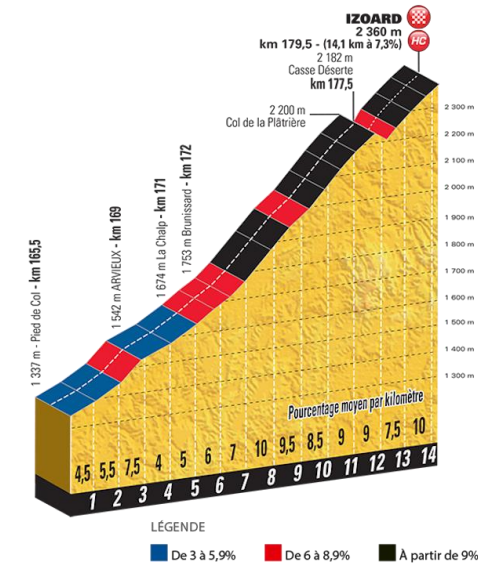 IZOARD
2 360 m
HC
km 179,5 - (14,1 km à 7,3%)
2 182 m
Casse Déserte
km 177,5
2 200 m
Col de la Plâtrière
1 753 m Brunissard - km 172
1 674 m La Chalp - km 171
1 542 m ARVIEUX - km 169
1 337 m - Pied de Col - km 165,5
2 300 m
2 200 m
2 100 m
2 000 m
1 900 m
1 800 m
1 700 m
1 600 m
1 500 m
1 400 m
1 300 m
Pourcentage moyen par kilomètre
4,5 5,5 7,5 4 5 6 7 10 9,5 8,5 9 9 7,5 10
1 2 3 4 5 6 7 8 9 10 11 12 13 14
LÉGENDE
De 3 à 5,9% De 6 à 8,9% À partir de 9%